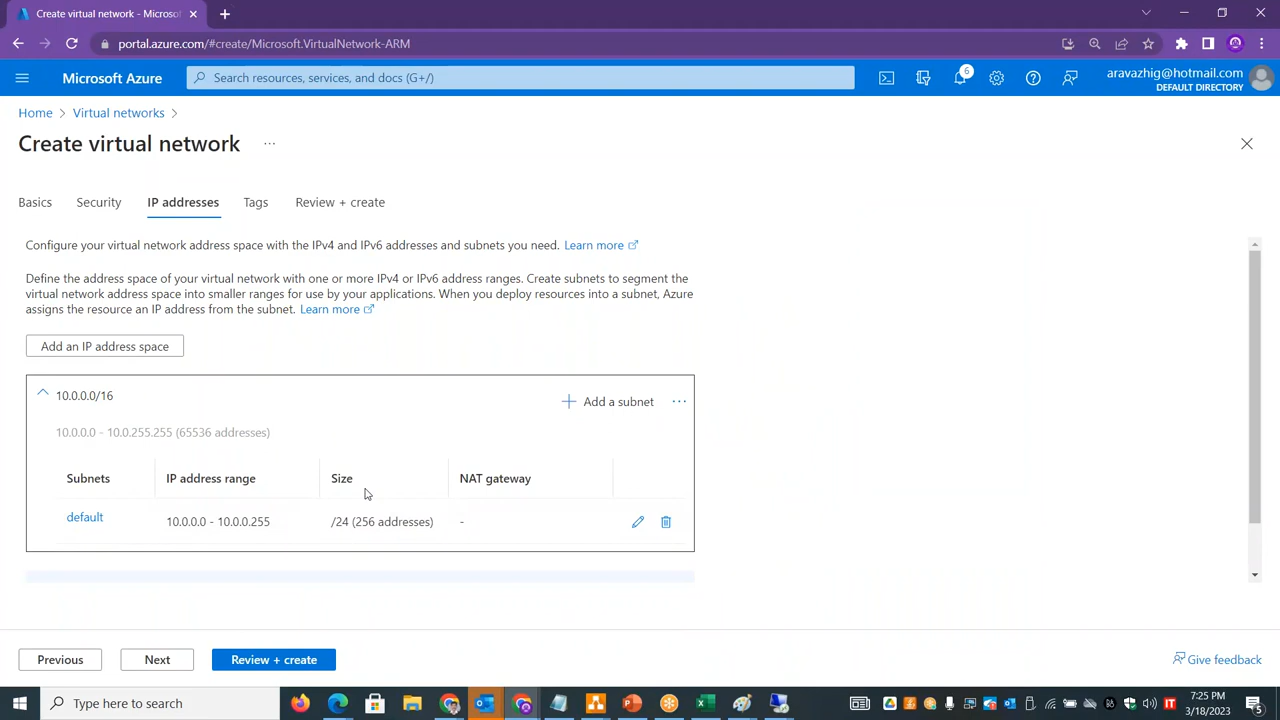 Create virtual network - Microso
portal.azure.com/#create/Microsoft.VirtualNetwork-ARM
Microsoft Azure
Search resources, services, and docs (G+/)
6
aravazhig@hotmail.com
DEFAULT DIRECTORY
Home > Virtual networks >
Create virtual network ...
Basics Security IP addresses Tags Review + create
Configure your virtual network address space with the IPv4 and IPv6 addresses and subnets you need. Learn more
Define the address space of your virtual network with one or more IPv4 or IPv6 address ranges. Create subnets to segment the
virtual network address space into smaller ranges for use by your applications. When you deploy resources into a subnet, Azure
assigns the resource an IP address from the subnet. Learn more
Add an IP address space
10.0.0.0/16
+ Add a subnet ...
10.0.0.0 - 10.0.255.255 (65536 addresses)
Subnets IP address range Size NAT gateway
default 10.0.0.0 - 10.0.0.255 /24 (256 addresses) -
Previous Next Review + create
Give feedback
Type here to search
IT
7:25 PM
3/18/2023
5